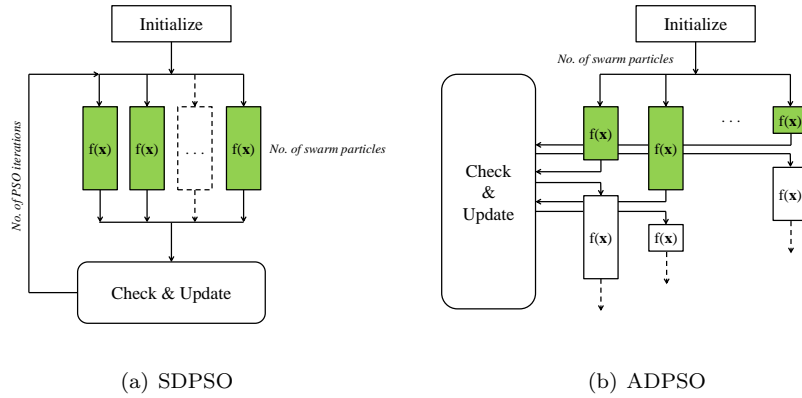 Initialize
No. of PSO iterations
f(x)
f(x)
. . .
f(x)
No. of swarm particles
Check & Update
(a) SDPSO
Initialize
No. of swarm particles
Check
&
Update
f(x)
f(x)
. . .
f(x)
f(x)
f(x)
f(x)
(b) ADPSO